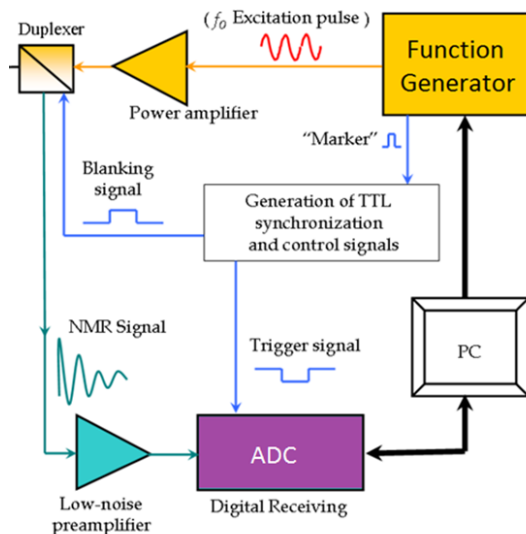 Duplexer
( f0 Excitation pulse)
Function
Generator
Power amplifier
"Marker"
Blanking
signal
Generation of TTL
synchronization
and control signals
NMR Signal
Trigger signal
PC
ADC
Low-noise
preamplifier
Digital Receiving